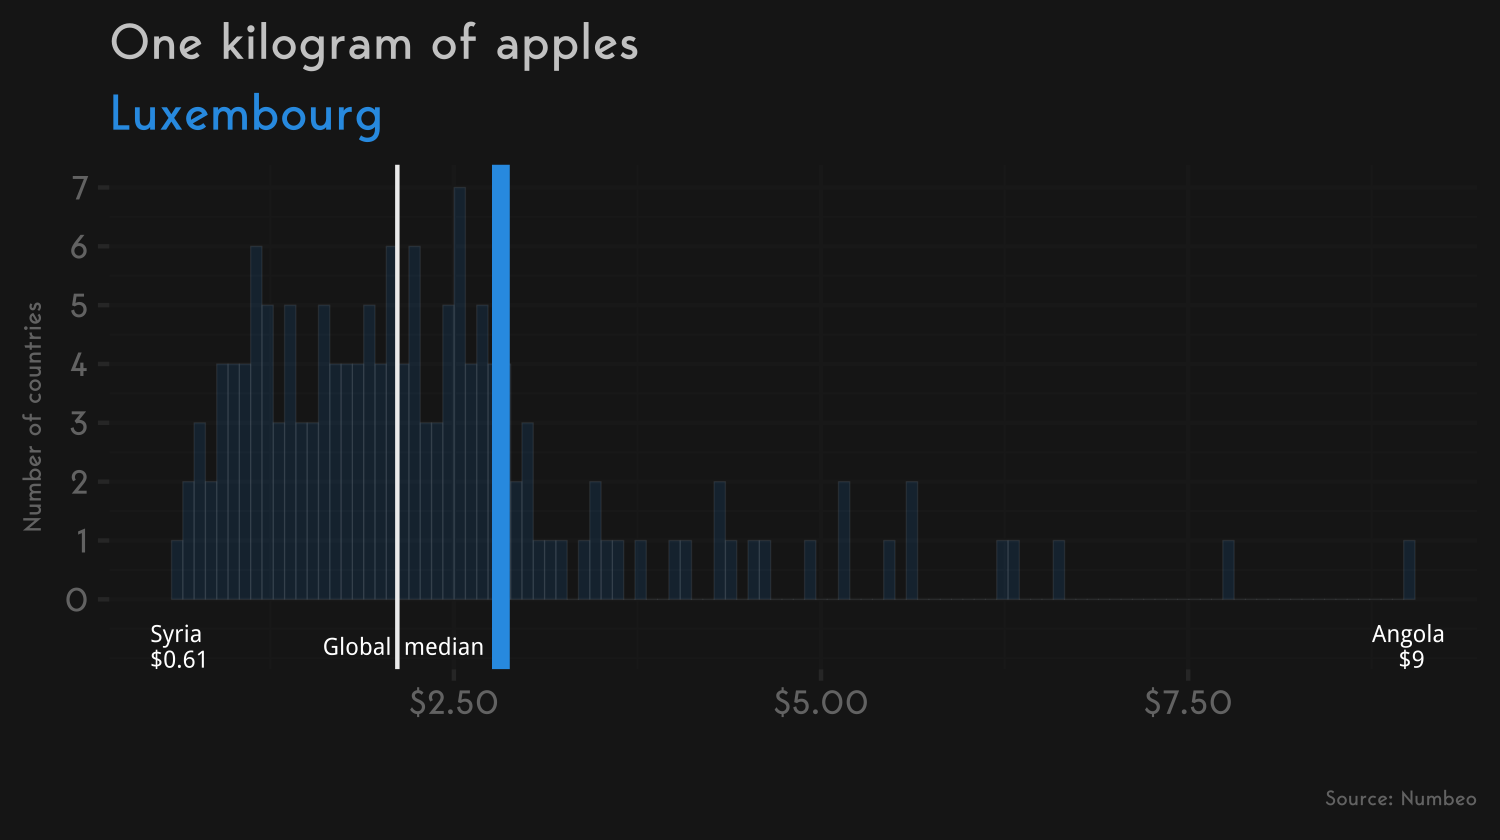 One kilogram of apples
Luxembourg
Number of countries
7
6
5
4
3
2
1
0
Syria
$0.61
Global median
Angola
$9
$2.50
$5.00
$7.50
Source: Numbeo